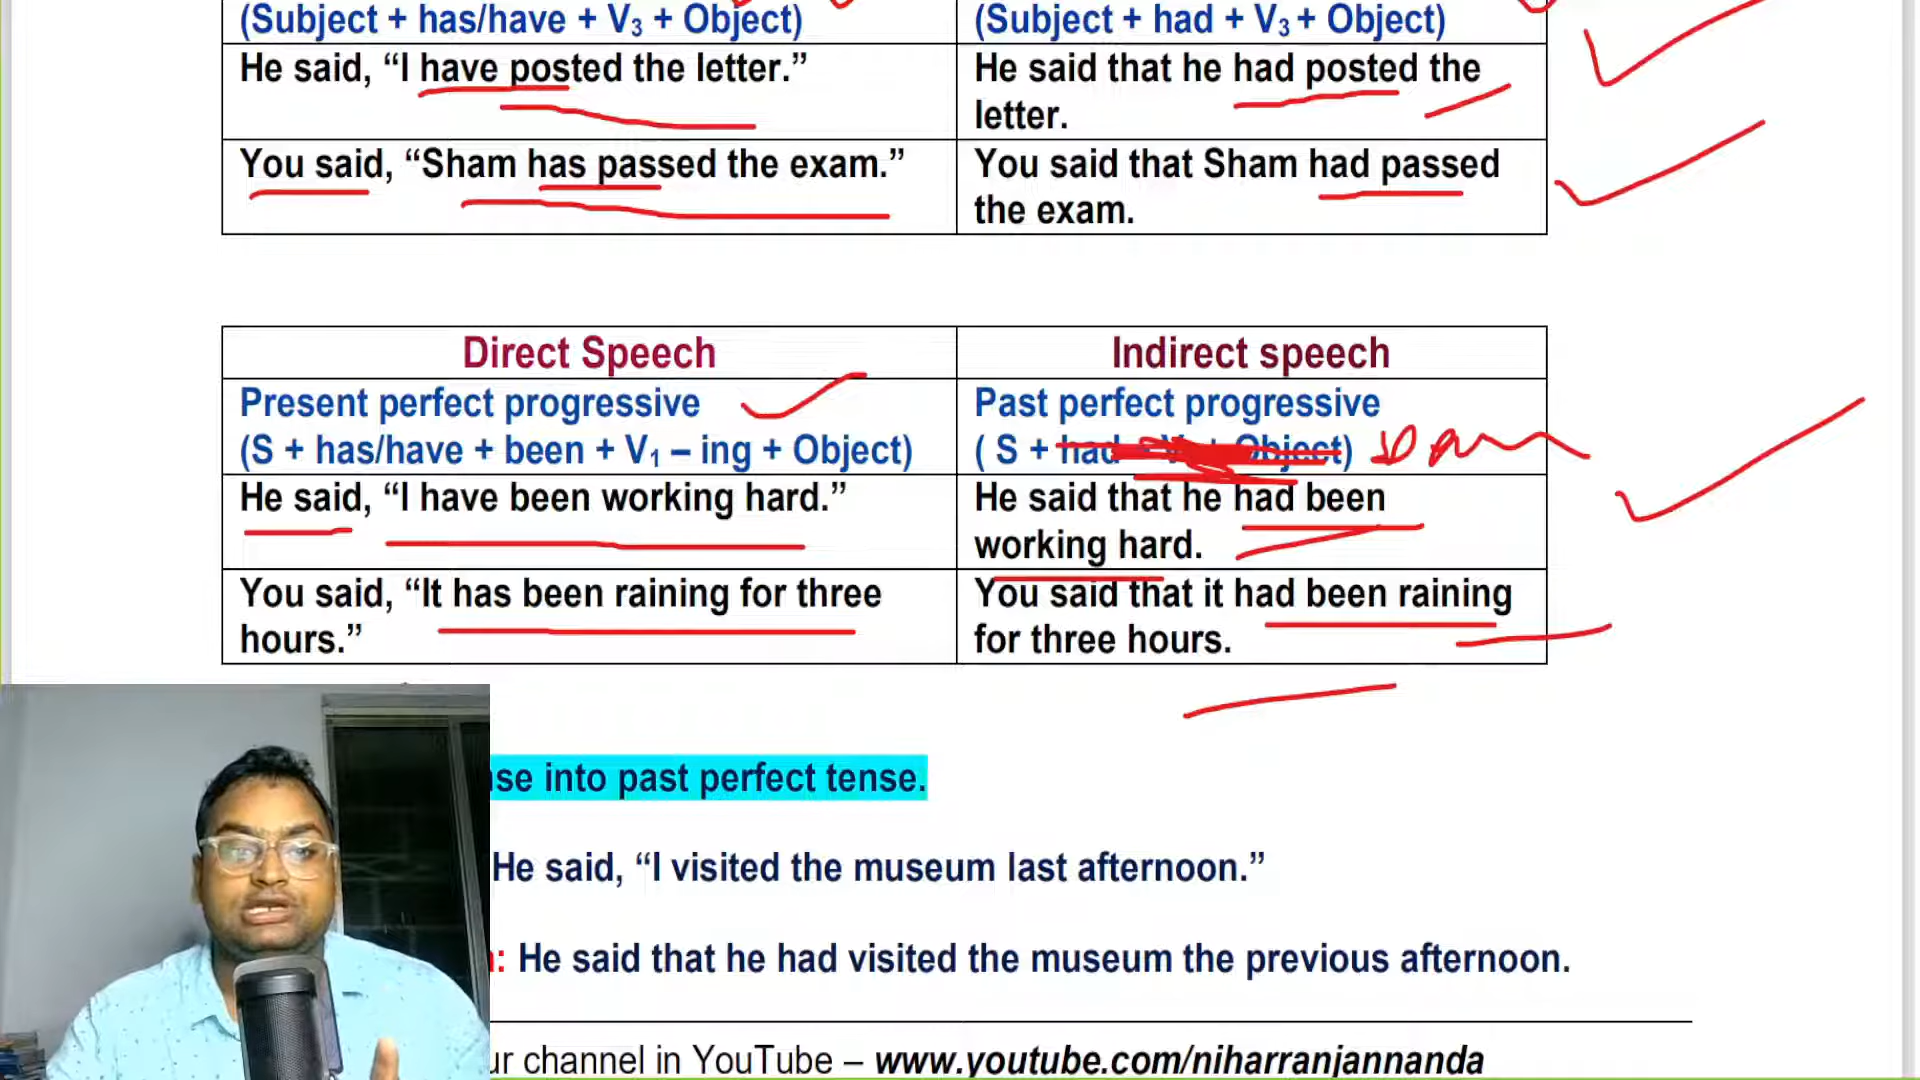 (Subject + has/have + V₃ + Object)
(Subject + had + V₃ + Object)
He said, “I have posted the letter.”
He said that he had posted the
letter.
You said, “Sham has passed the exam.”
You said that Sham had passed
the exam.
Direct Speech
Indirect speech
Present perfect progressive
(S + has/have + been + V₁ – ing + Object)
Past perfect progressive
( S + had + Object)
He said, “I have been working hard.”
He said that he had been
working hard.
You said, “It has been raining for three
hours.”
You said that it had been raining
for three hours.
into past perfect tense.
He said, “I visited the museum last afternoon.”
He said that he had visited the museum the previous afternoon.
channel in YouTube – www.youtube.com/niharranjannanda